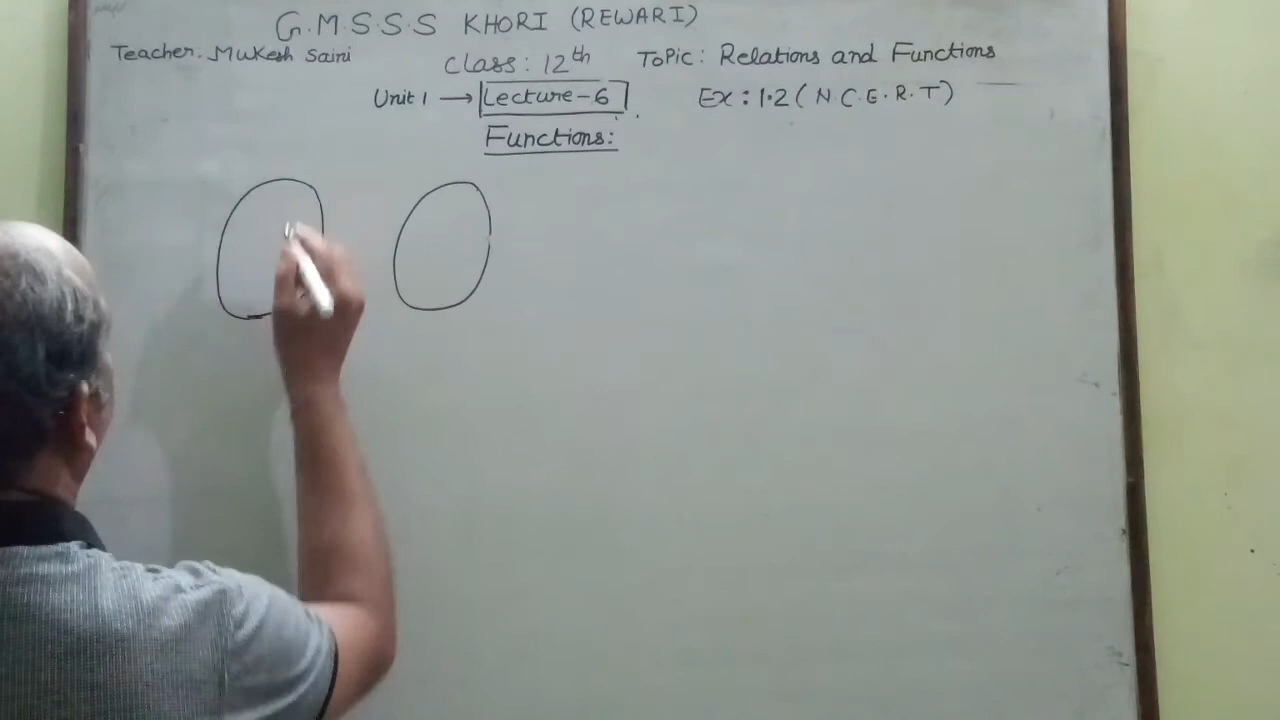 G.M.S.S.S KHORI (REWARI)
Teacher. Mukesh Saini Class: 12th Topic: Relations and Functions
Unit 1 → Lecture-6 Ex: 1.2 ( N.C.E.R.T)
Functions: